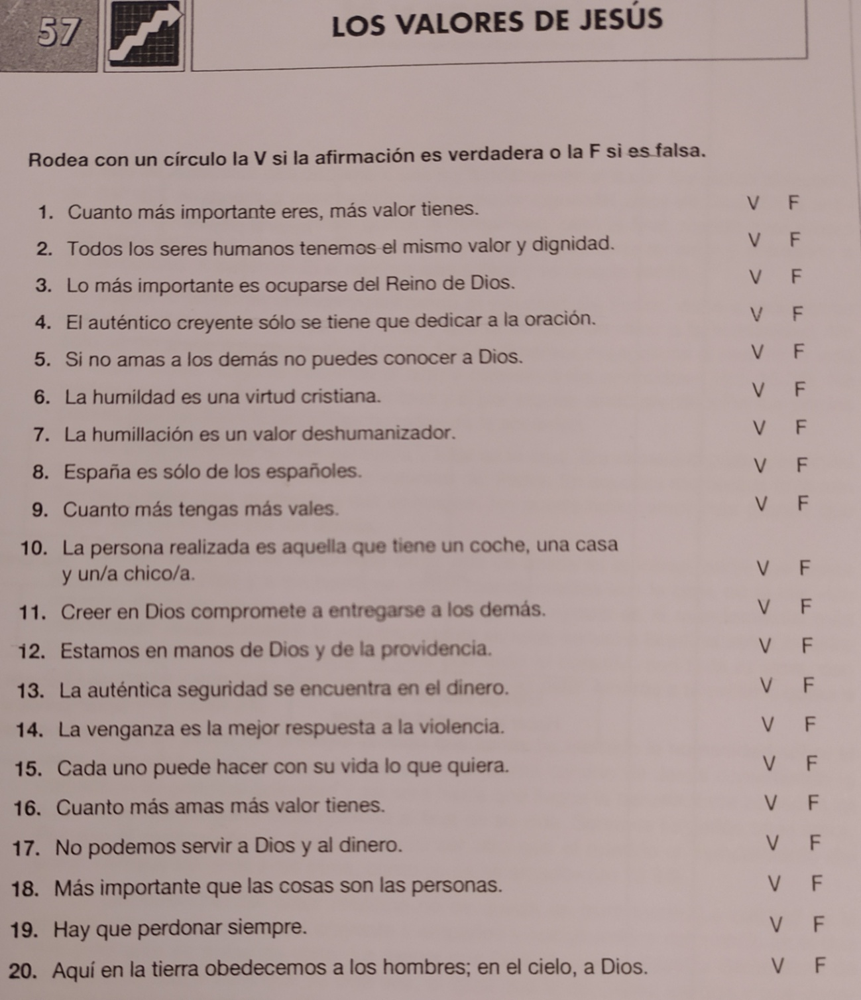 57
LOS VALORES DE JESÚS
Rodea con un círculo la V si la afirmación es verdadera o la F si es falsa.
1. Cuanto más importante eres, más valor tienes. V F
2. Todos los seres humanos tenemos el mismo valor y dignidad. V F
3. Lo más importante es ocuparse del Reino de Dios. V F
4. El auténtico creyente sólo se tiene que dedicar a la oración. V F
5. Si no amas a los demás no puedes conocer a Dios. V F
6. La humildad es una virtud cristiana. V F
7. La humillación es un valor deshumanizador. V F
8. España es sólo de los españoles. V F
9. Cuanto más tengas más vales. V F
10. La persona realizada es aquella que tiene un coche, una casa
y un/a chico/a. V F
11. Creer en Dios compromete a entregarse a los demás. V F
12. Estamos en manos de Dios y de la providencia. V F
13. La auténtica seguridad se encuentra en el dinero. V F
14. La venganza es la mejor respuesta a la violencia. V F
15. Cada uno puede hacer con su vida lo que quiera. V F
16. Cuanto más amas más valor tienes. V F
17. No podemos servir a Dios y al dinero. V F
18. Más importante que las cosas son las personas. V F
19. Hay que perdonar siempre. V F
20. Aquí en la tierra obedecemos a los hombres; en el cielo, a Dios. V F